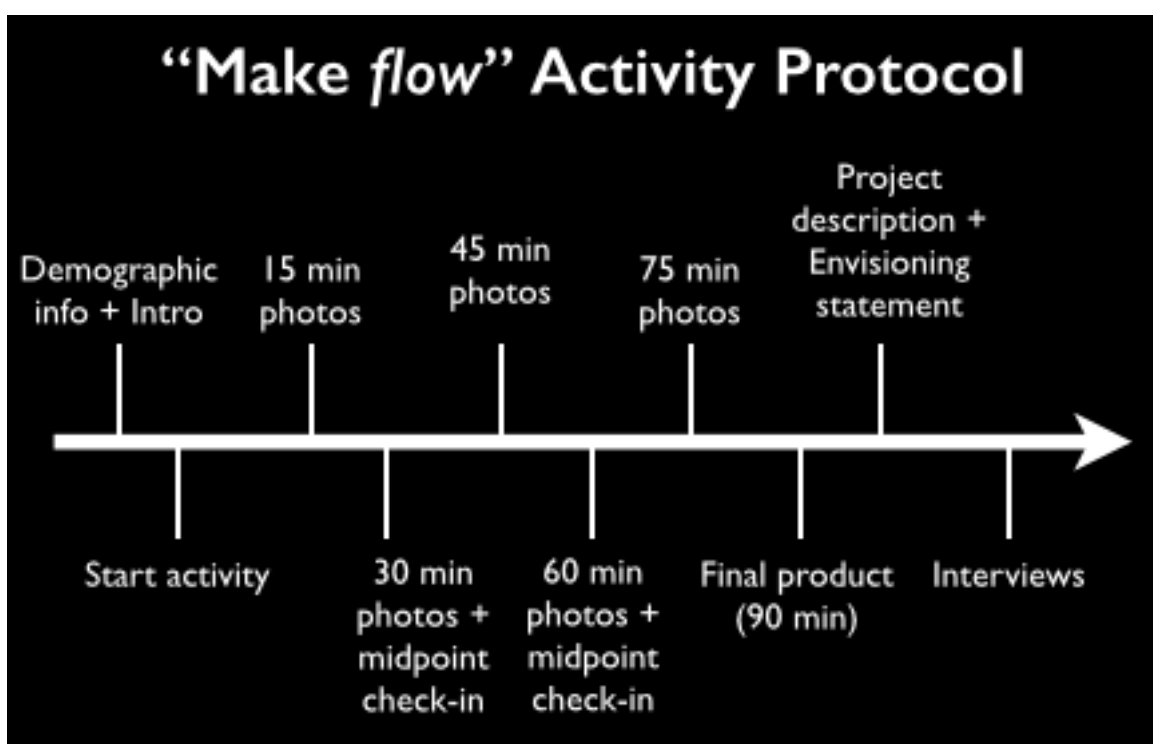 “Make flow” Activity Protocol
Demographic
info + Intro
15 min
photos
45 min
photos
75 min
photos
Project
description +
Envisioning
statement
Start activity
30 min
photos +
midpoint
check-in
60 min
photos +
midpoint
check-in
Final product
(90 min)
Interviews